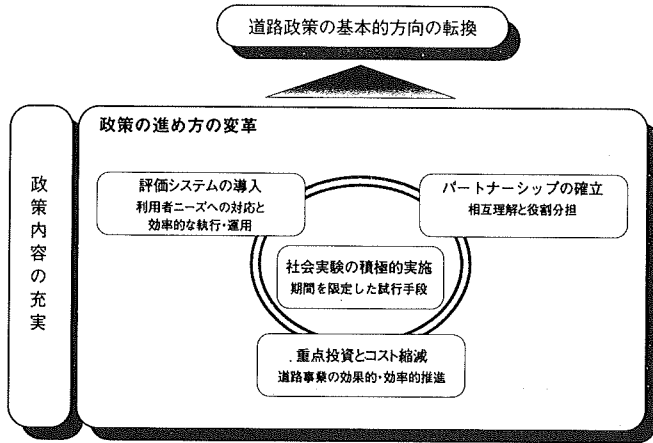 道路政策の基本的方向の転換
政策内容の充実
政策の進め方の変革
評価システムの導入
利用者ニーズへの対応と
効率的な執行・運用
パートナーシップの確立
相互理解と役割分担
社会実験の積極的実施
期間を限定した試行手段
重点投資とコスト縮減
道路事業の効果的・効率的推進